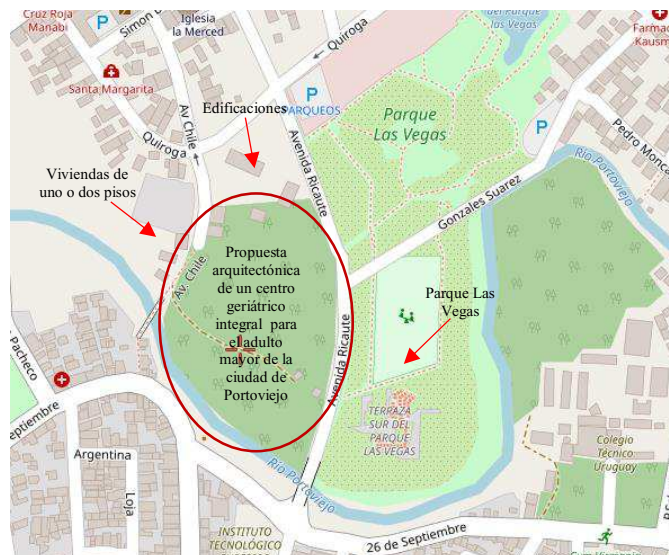 Cruz Roja
Manabí
Simón B
Iglesia
la Merced
Quiroga
del Parque
las Vegas
Farmac
Kausm
Santa Margarita
Av Chile
Edificaciones
PARQUEOS
Parque
Las Vegas
Quiroga
Avenida Ricaute
Pedro Monca
Río Portoviejo
Viviendas de
uno o dos pisos
Gonzales Suarez
Av. Chile
Propuesta
arquitectónica
de un centro
geriátrico
integral para
el adulto
mayor de la
ciudad de
Portoviejo
Parque Las
Vegas
Avenida Ricaute
Pacheco
eptiembre
TERRAZA
SUR DEL
PARQUE
LAS VEGAS
Argentina
Loja
Río Portoviejo
Colegio
Técnico
Uruguay
INSTITUTO
TECNOLÓGICO
26 de Septiembre